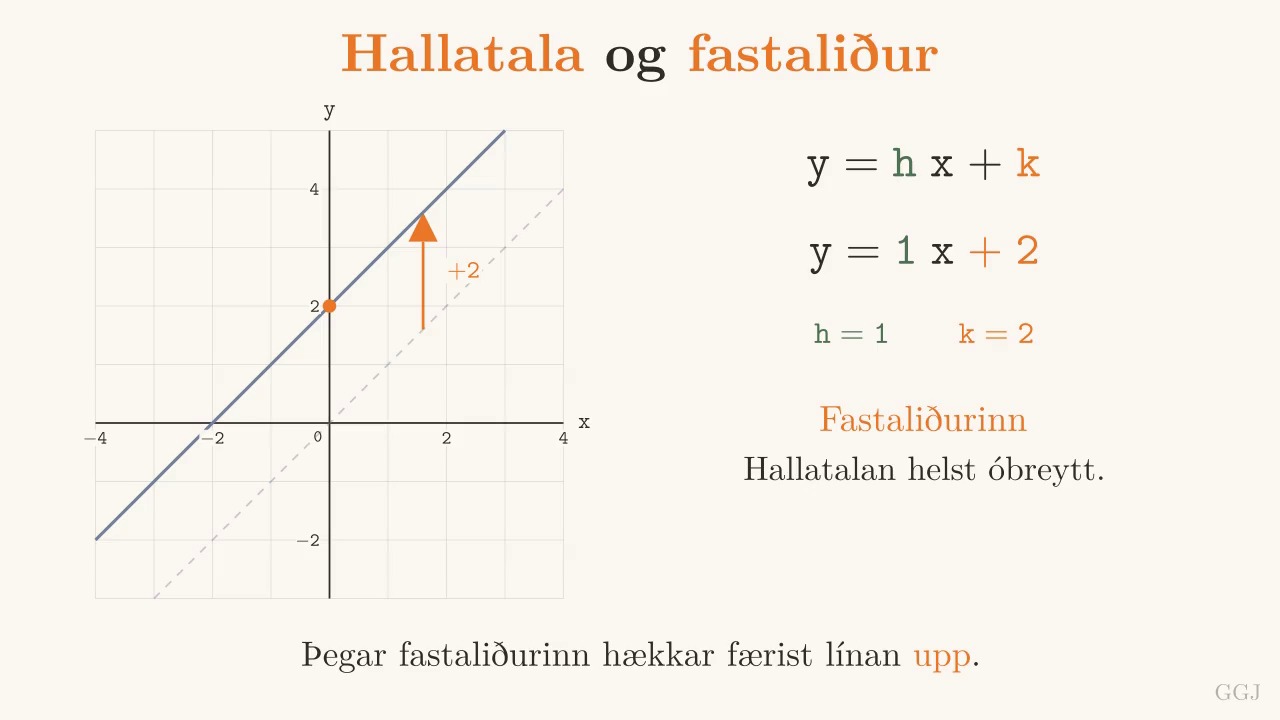 Hallatala og fastaliður
y
4
+2
2
x
−4
−2
0
2
4
−2
y = h x + k
y = 1 x + 2
h = 1 k = 2
Fastaliðurinn
Hallatalan helst óbreytt.
Þegar fastaliðurinn hækkar færist línan upp.
GGJ